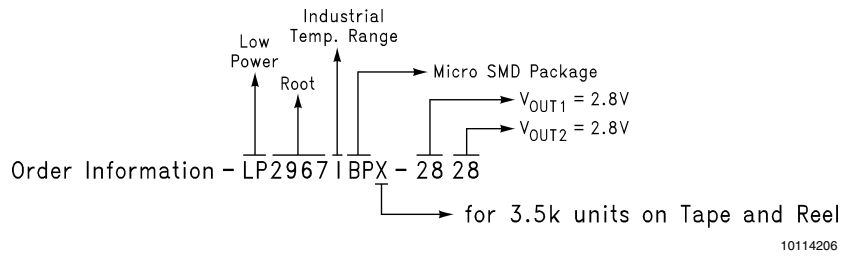 Industrial
Temp. Range
Low
Power
Root
Micro SMD Package
VOUT1 = 2.8V
VOUT2 = 2.8V
Order Information - LP2967IBPX - 28 28
for 3.5k units on Tape and Reel
10114206